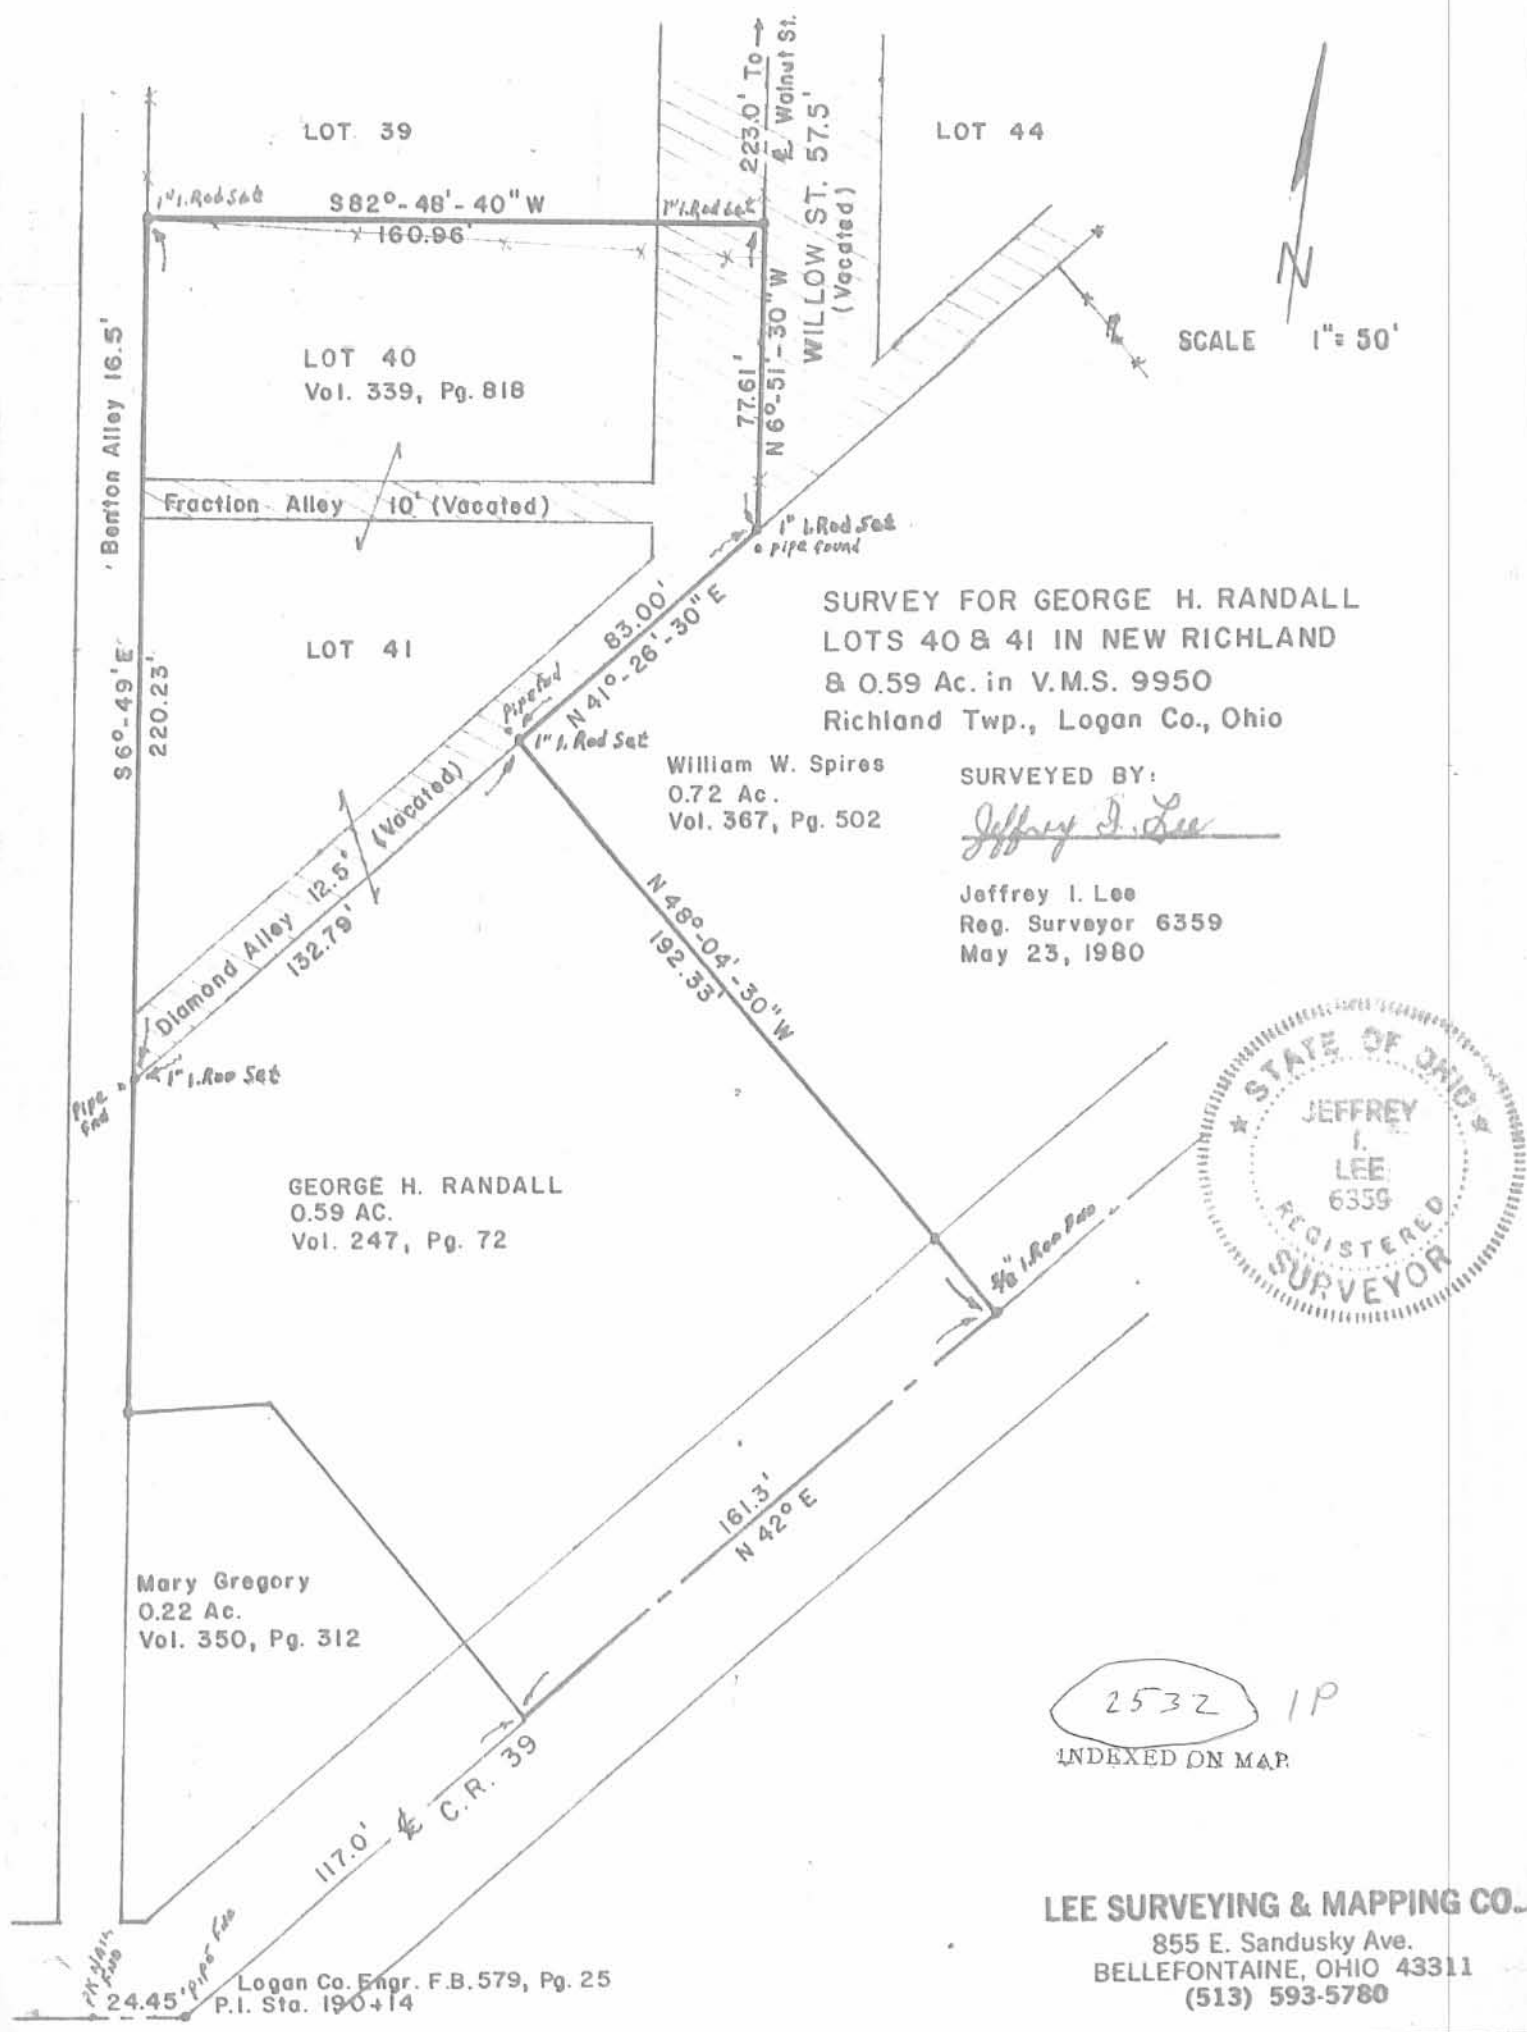 LOT 39
223.0' To
℄ Walnut St.
WILLOW ST. 57.5'
(Vacated)
LOT 44
1" I. Rod Set
S82°-48'-40"W
160.96'
1" I. Rod Set
N
SCALE 1"= 50'
LOT 40
Vol. 339, Pg. 818
77.61'
N 6°-51'-30"W
Benton Alley 16.5'
Fraction Alley 10' (Vacated)
1" I. Rod Set
pipe found
SURVEY FOR GEORGE H. RANDALL
LOTS 40 & 41 IN NEW RICHLAND
& 0.59 Ac. in V.M.S. 9950
Richland Twp., Logan Co., Ohio
LOT 41
S6°-49'E
220.23'
83.00'
N 41°-26'-30"E
pipe fnd
1" I. Rod Set
William W. Spires
0.72 Ac.
Vol. 367, Pg. 502
SURVEYED BY:
Jeffrey I. Lee
Jeffrey I. Lee
Reg. Surveyor 6359
May 23, 1980
Diamond Alley 12.5' (Vacated)
132.79'
N 48°-04'-30"W
192.33'
1" I. Rod Set
pipe fnd
STATE OF OHIO
JEFFREY
I.
LEE
6359
REGISTERED
SURVEYOR
GEORGE H. RANDALL
0.59 AC.
Vol. 247, Pg. 72
5/8" I. Rod Fnd
161.3'
N 42° E
Mary Gregory
0.22 Ac.
Vol. 350, Pg. 312
117.0' ℄ C.R. 39
2532 1P
INDEXED ON MAP
PK NAIL FND
24.45'
PIPE Fnd
Logan Co. Engr. F.B. 579, Pg. 25
P.I. Sta. 190+14
LEE SURVEYING & MAPPING CO.
855 E. Sandusky Ave.
BELLEFONTAINE, OHIO 43311
(513) 593-5780